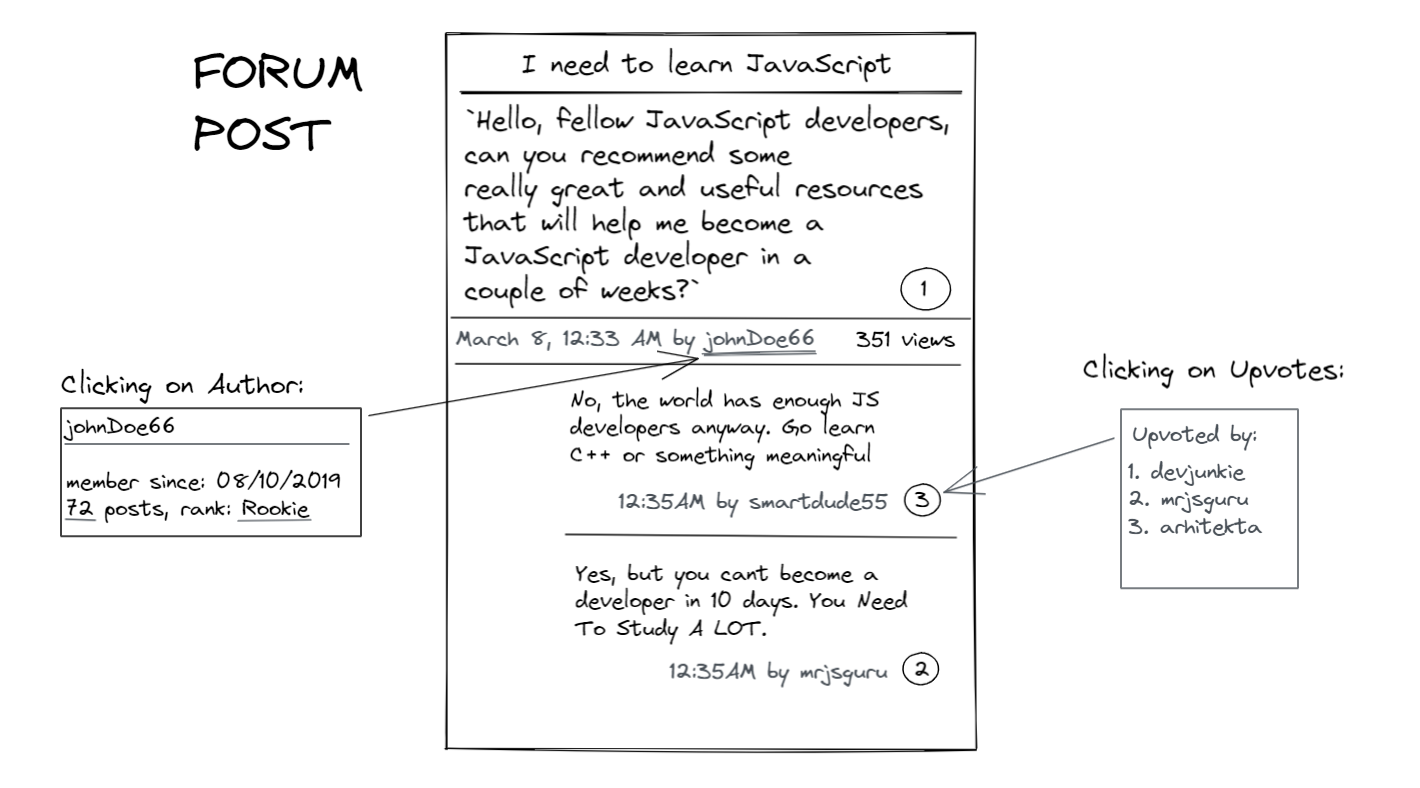 FORUM
POST
I need to learn JavaScript
`Hello, fellow JavaScript developers,
can you recommend some
really great and useful resources
that will help me become a
JavaScript developer in a
couple of weeks?`
1
March 8, 12:33 AM by johnDoe66
351 views
No, the world has enough JS
developers anyway. Go learn
C++ or something meaningful
12:35AM by smartdude55
3
Yes, but you cant become a
developer in 10 days. You Need
To Study A LOT.
12:35AM by mrjsguru
2
Clicking on Author:
johnDoe66
member since: 08/10/2019
72 posts, rank: Rookie
Clicking on Upvotes:
Upvoted by:
1. devjunkie
2. mrjsguru
3. arhitekta